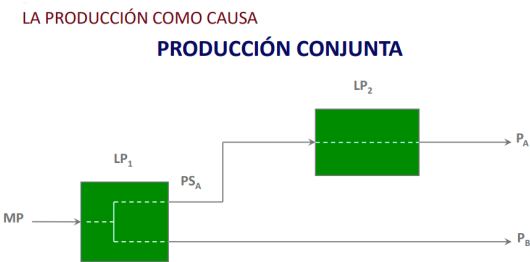 LA PRODUCCIÓN COMO CAUSA
PRODUCCIÓN CONJUNTA
LP2
PA
LP1
PSA
MP
PB